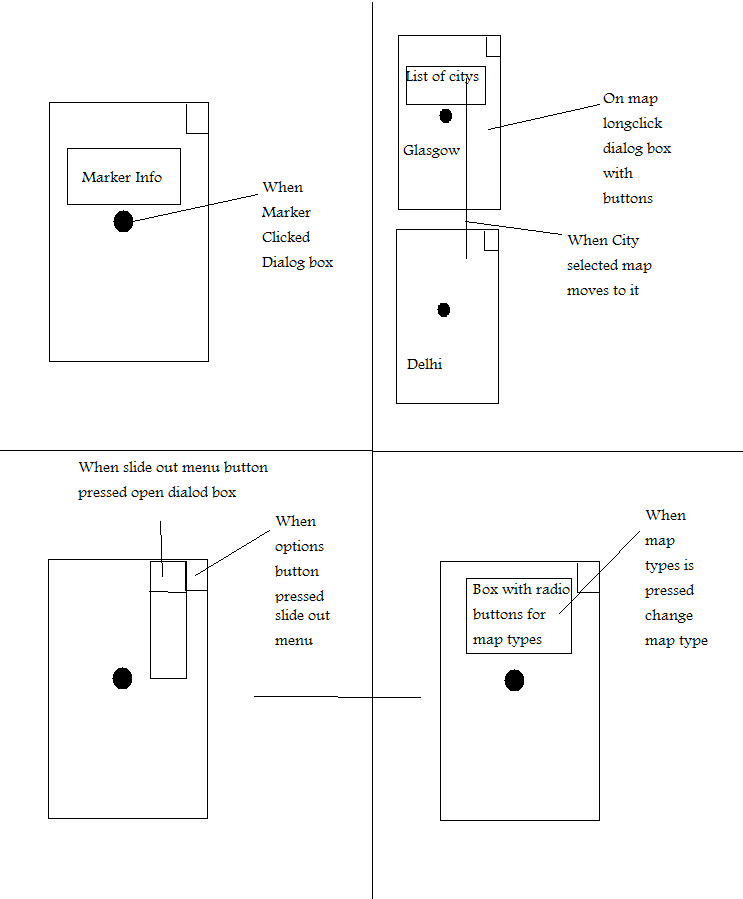 Marker Info
When
Marker
Clicked
Dialog box
List of citys
Glasgow
On map
longclick
dialog box
with
buttons
When City
selected map
moves to it
Delhi
When slide out menu button
pressed open dialod box
When
options
button
pressed
slide out
menu
Box with radio
buttons for
map types
When
map
types is
pressed
change
map type